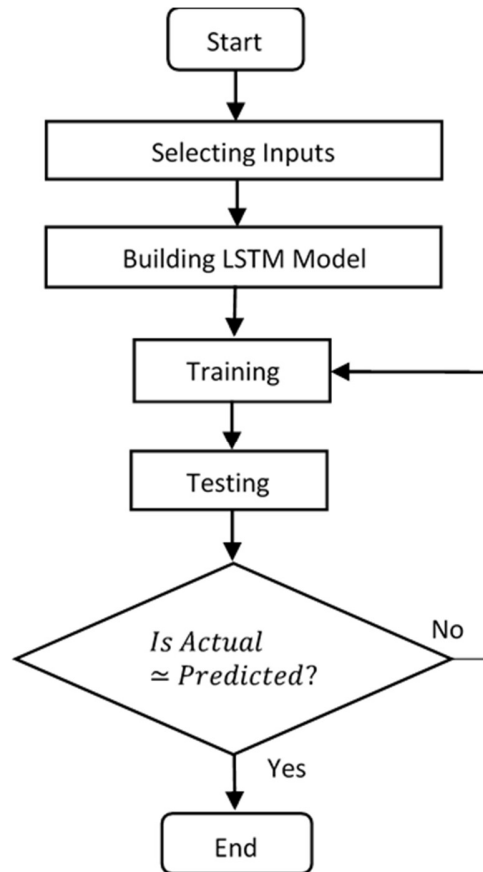 Start
Selecting Inputs
Building LSTM Model
Training
Testing
Is Actual
≃ Predicted?
No
Yes
End